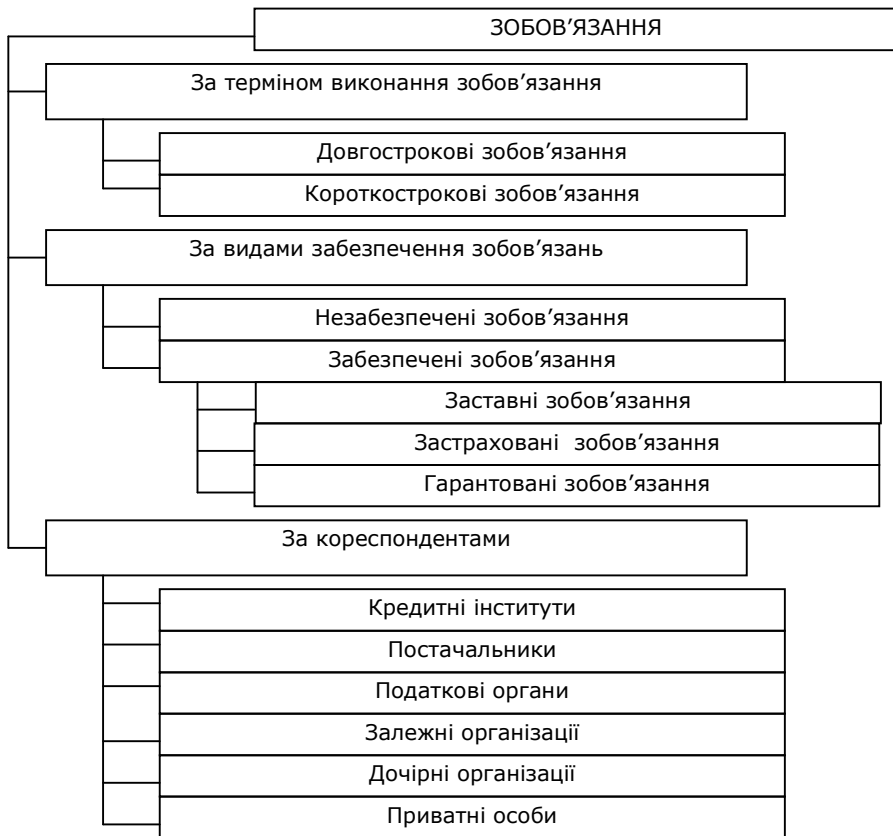 ЗОБОВ’ЯЗАННЯ
За терміном виконання зобов’язання
Довгострокові зобов’язання
Короткострокові зобов’язання
За видами забезпечення зобов’язань
Незабезпечені зобов’язання
Забезпечені зобов’язання
Заставні зобов’язання
Застраховані зобов’язання
Гарантовані зобов’язання
За кореспондентами
Кредитні інститути
Постачальники
Податкові органи
Залежні організації
Дочірні організації
Приватні особи